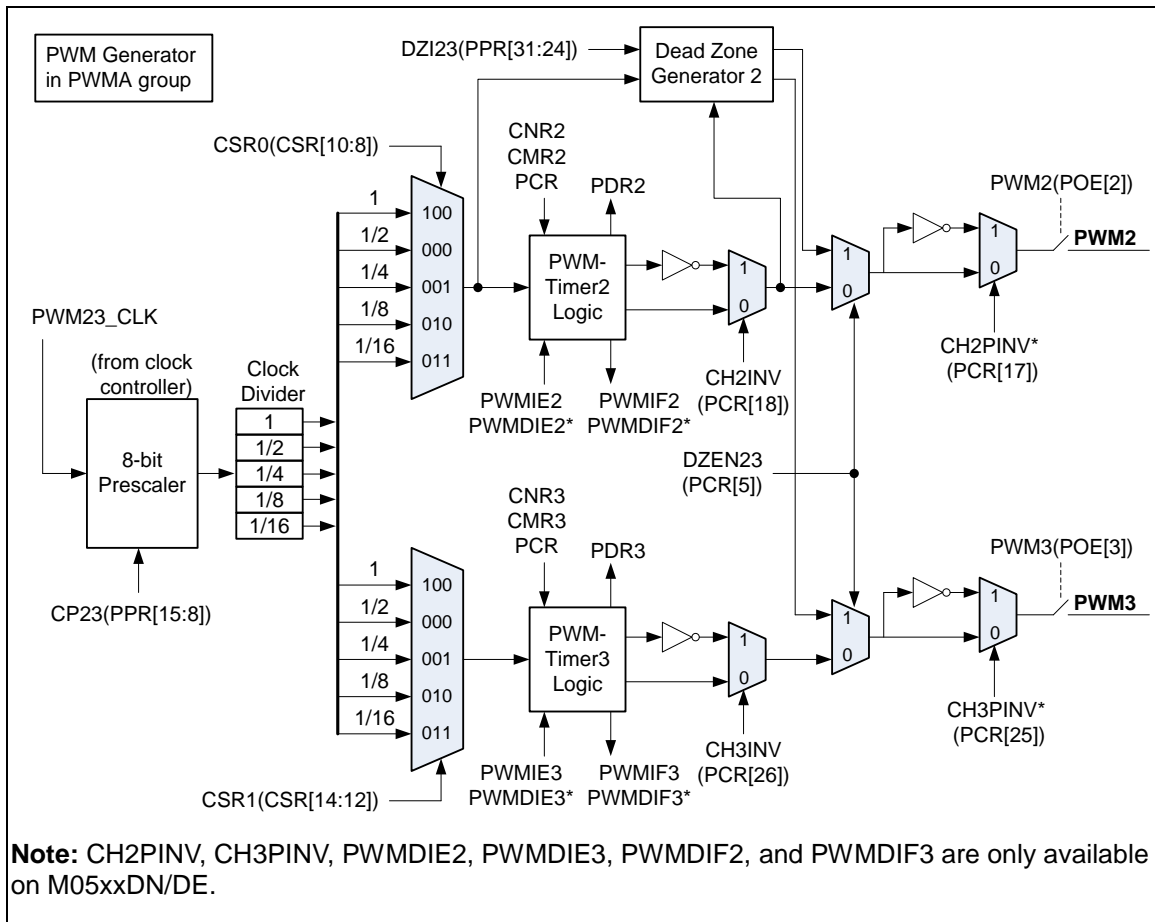 PWM Generator
in PWMA group
DZI23(PPR[31:24])
Dead Zone
Generator 2
CSR0(CSR[10:8])
CNR2
CMR2
PCR
PDR2
PWM2(POE[2])
1
1/2
1/4
1/8
1/16
100
000
001
010
011
PWM-
Timer2
Logic
1
0
1
0
1
0
PWM2
PWM23_CLK
(from clock
controller)
Clock
Divider
8-bit
Prescaler
1
1/2
1/4
1/8
1/16
PWMIE2
PWMDIE2*
PWMIF2
PWMDIF2*
CH2INV
(PCR[18])
CH2PINV*
(PCR[17])
DZEN23
(PCR[5])
CP23(PPR[15:8])
CNR3
CMR3
PCR
PDR3
PWM3(POE[3])
1
1/2
1/4
1/8
1/16
100
000
001
010
011
PWM-
Timer3
Logic
1
0
1
0
1
0
PWM3
CSR1(CSR[14:12])
PWMIE3
PWMDIE3*
PWMIF3
PWMDIF3*
CH3INV
(PCR[26])
CH3PINV*
(PCR[25])
Note: CH2PINV, CH3PINV, PWMDIE2, PWMDIE3, PWMDIF2, and PWMDIF3 are only available
on M05xxDN/DE.